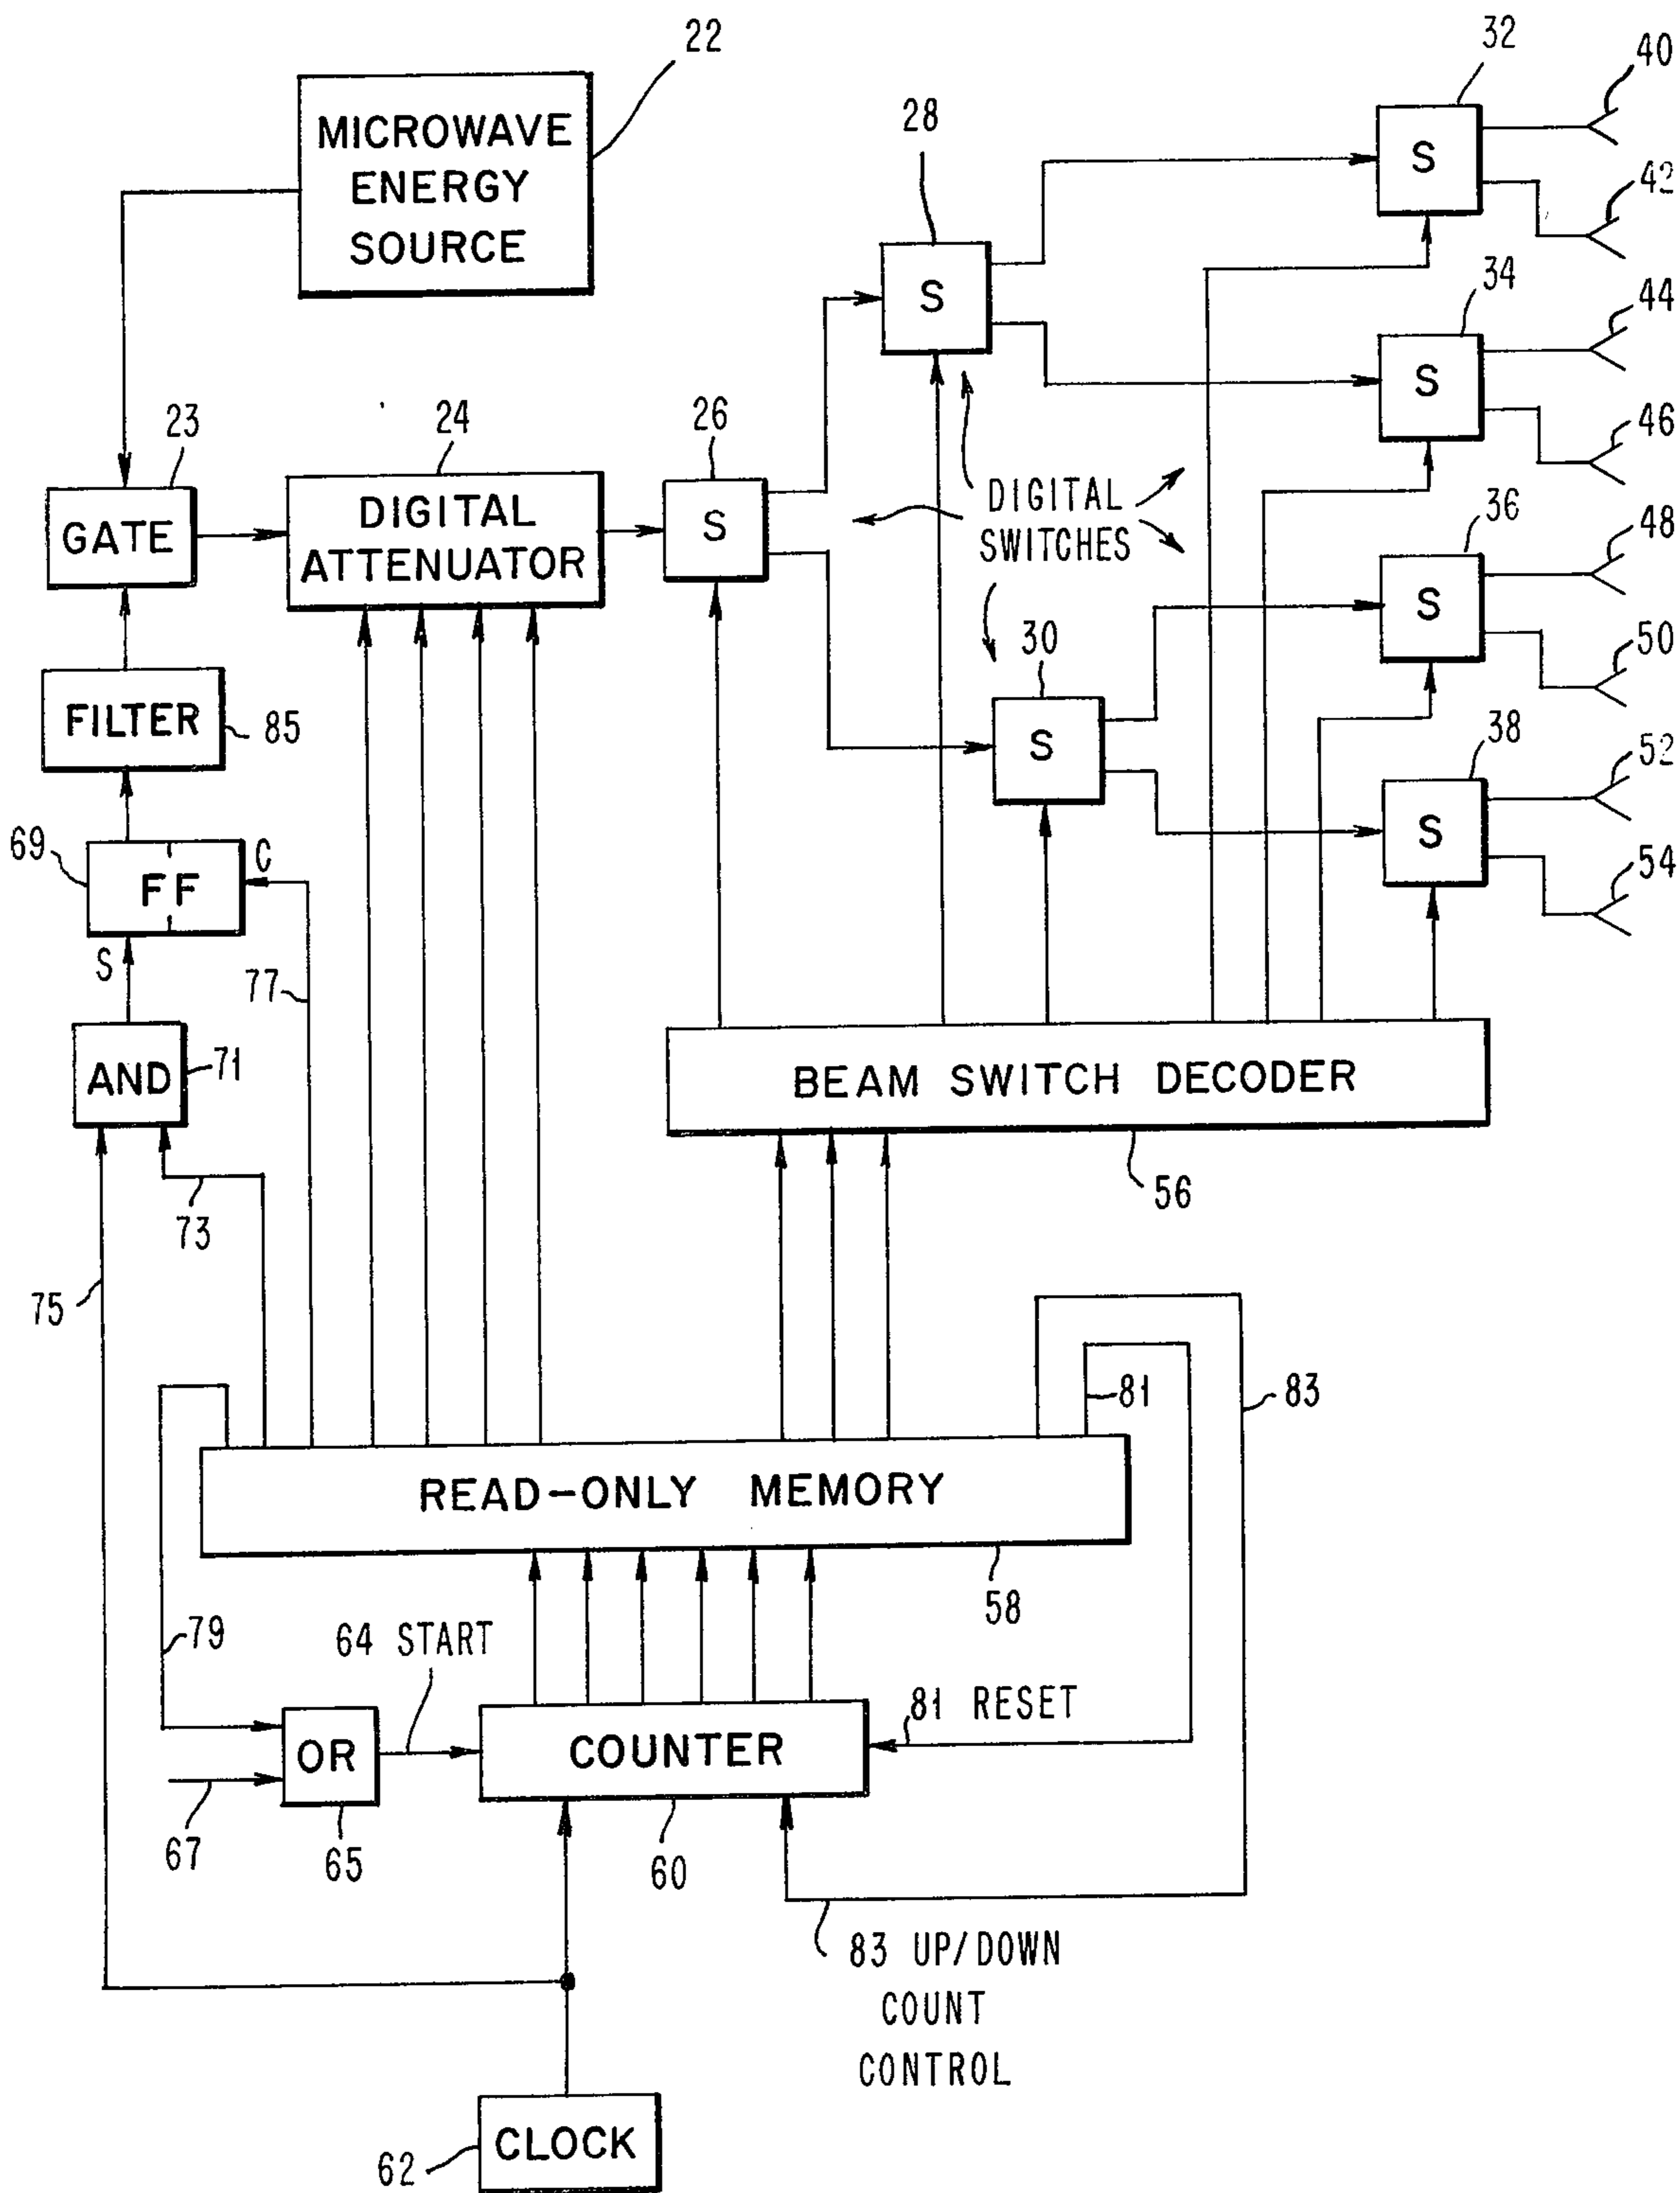 22
MICROWAVE
ENERGY
SOURCE
32
40
S
42
28
S
34
44
S
46
23
GATE
24
DIGITAL
ATTENUATOR
26
S
DIGITAL
SWITCHES
36
48
S
50
30
S
FILTER
85
38
52
S
54
69
FF
C
S
77
AND
71
BEAM SWITCH DECODER
56
73
75
81
83
READ-ONLY MEMORY
58
79
64 START
81 RESET
OR
COUNTER
67
65
60
83 UP/DOWN
COUNT
CONTROL
CLOCK
62